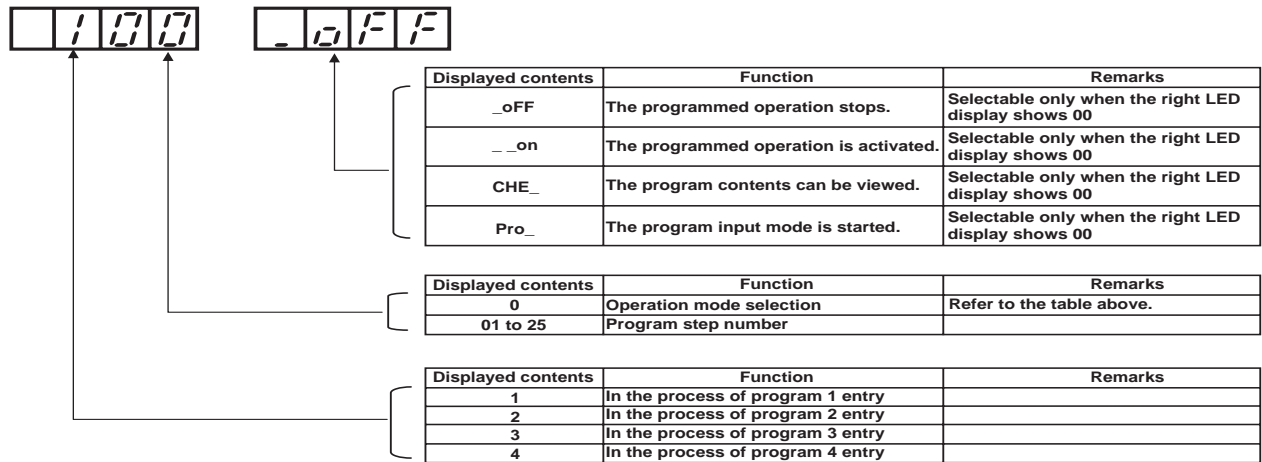 100 _oFF
Displayed contents Function Remarks
_oFF The programmed operation stops. Selectable only when the right LED
display shows 00
_ _on The programmed operation is activated. Selectable only when the right LED
display shows 00
CHE_ The program contents can be viewed. Selectable only when the right LED
display shows 00
Pro_ The program input mode is started. Selectable only when the right LED
display shows 00
Displayed contents Function Remarks
0 Operation mode selection Refer to the table above.
01 to 25 Program step number
Displayed contents Function Remarks
1 In the process of program 1 entry
2 In the process of program 2 entry
3 In the process of program 3 entry
4 In the process of program 4 entry